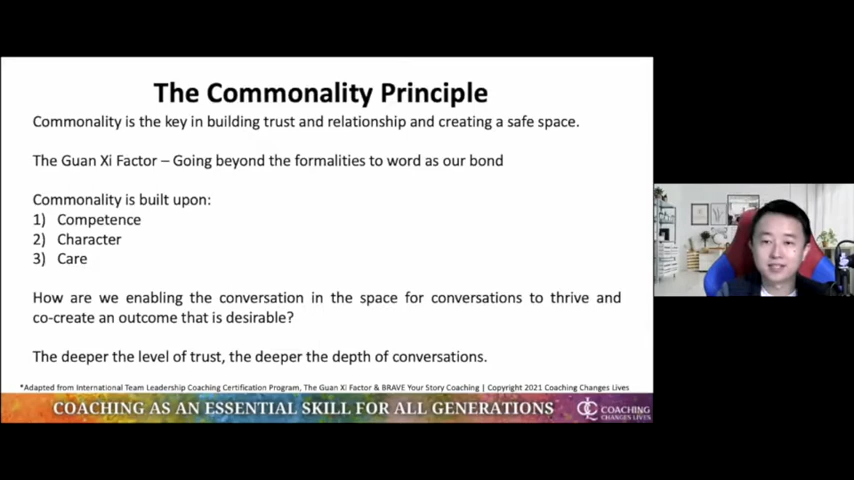 The Commonality Principle
Commonality is the key in building trust and relationship and creating a safe space.
The Guan Xi Factor – Going beyond the formalities to word as our bond
Commonality is built upon:
1) Competence
2) Character
3) Care
How are we enabling the conversation in the space for conversations to thrive and
co-create an outcome that is desirable?
The deeper the level of trust, the deeper the depth of conversations.
*Adapted from International Team Leadership Coaching Certification Program, The Guan Xi Factor & BRAVE Your Story Coaching | Copyright 2021 Coaching Changes Lives
COACHING AS AN ESSENTIAL SKILL FOR ALL GENERATIONS
COACHING
CHANGES LIVES